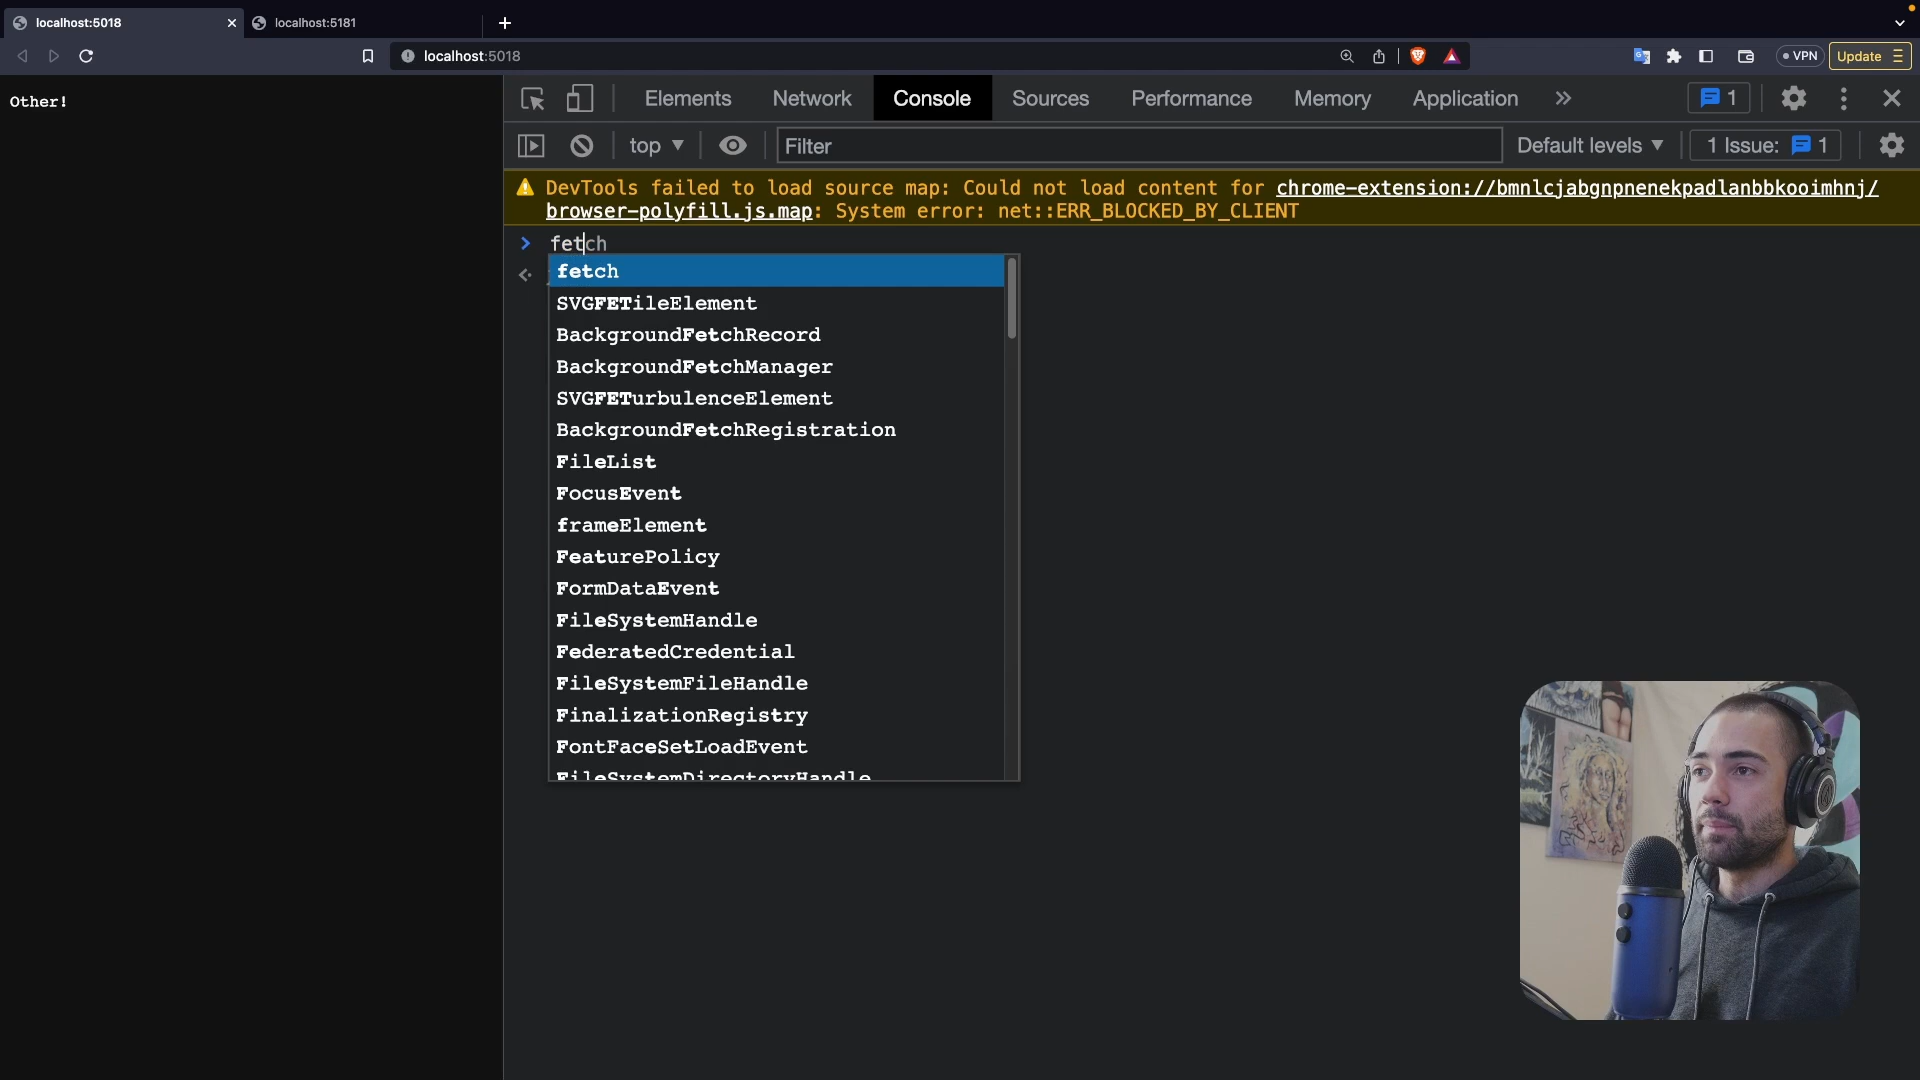 localhost:5018
localhost:5181
localhost:5018
VPN
Update
Other!
Elements
Network
Console
Sources
Performance
Memory
Application
1
top
Filter
Default levels
1 Issue: 1
DevTools failed to load source map: Could not load content for chrome-extension://bmnlcjabgnpnenekpadlanbbkooimhnj/
browser-polyfill.js.map: System error: net::ERR_BLOCKED_BY_CLIENT
fetch
fetch
SVGFETileElement
BackgroundFetchRecord
BackgroundFetchManager
SVGFETurbulenceElement
BackgroundFetchRegistration
FileList
FocusEvent
frameElement
FeaturePolicy
FormDataEvent
FileSystemHandle
FederatedCredential
FileSystemFileHandle
FinalizationRegistry
FontFaceSetLoadEvent
FileSystemDirectoryHandle